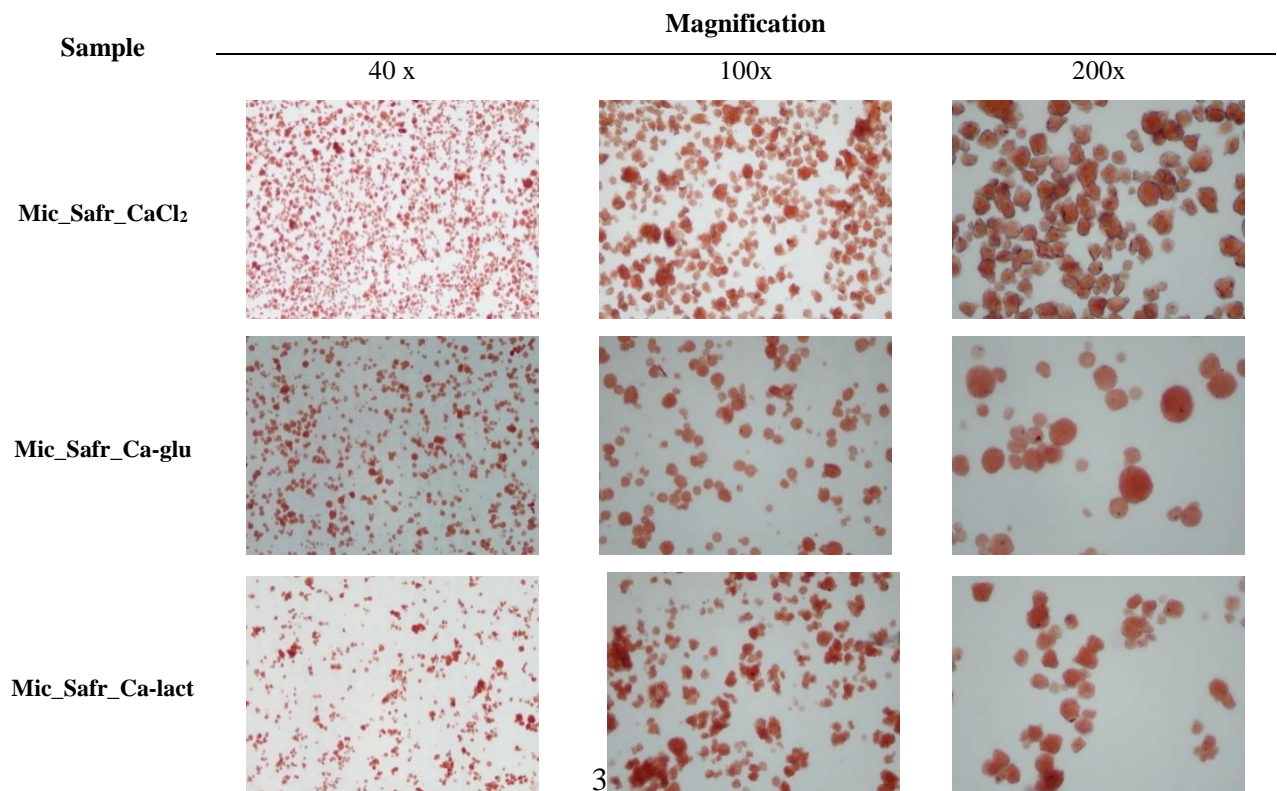 Sample
Magnification
40 x
100x
200x
Mic_Safr_CaCl₂
Mic_Safr_Ca-glu
Mic_Safr_Ca-lact
3